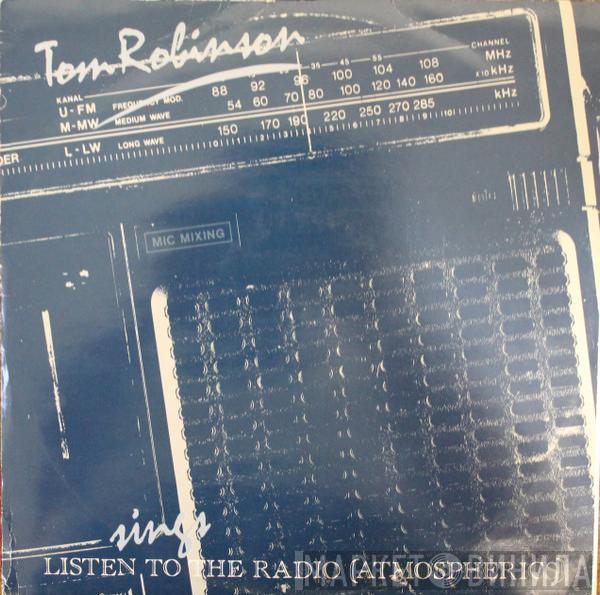 Tom Robinson
KANAL 35 45 55 CHANNEL
U-FM FREQUENCY MOD. 88 92 96 100 104 108 MHz
M-MW MEDIUM WAVE 54 60 70 80 100 120 140 160 x10 kHz
L-LW LONG WAVE 150 170 190 220 250 270 285 kHz
DER
MIC MIXING
sings
LISTEN TO THE RADIO (ATMOSPHERICS)
MARKET BHINDIA